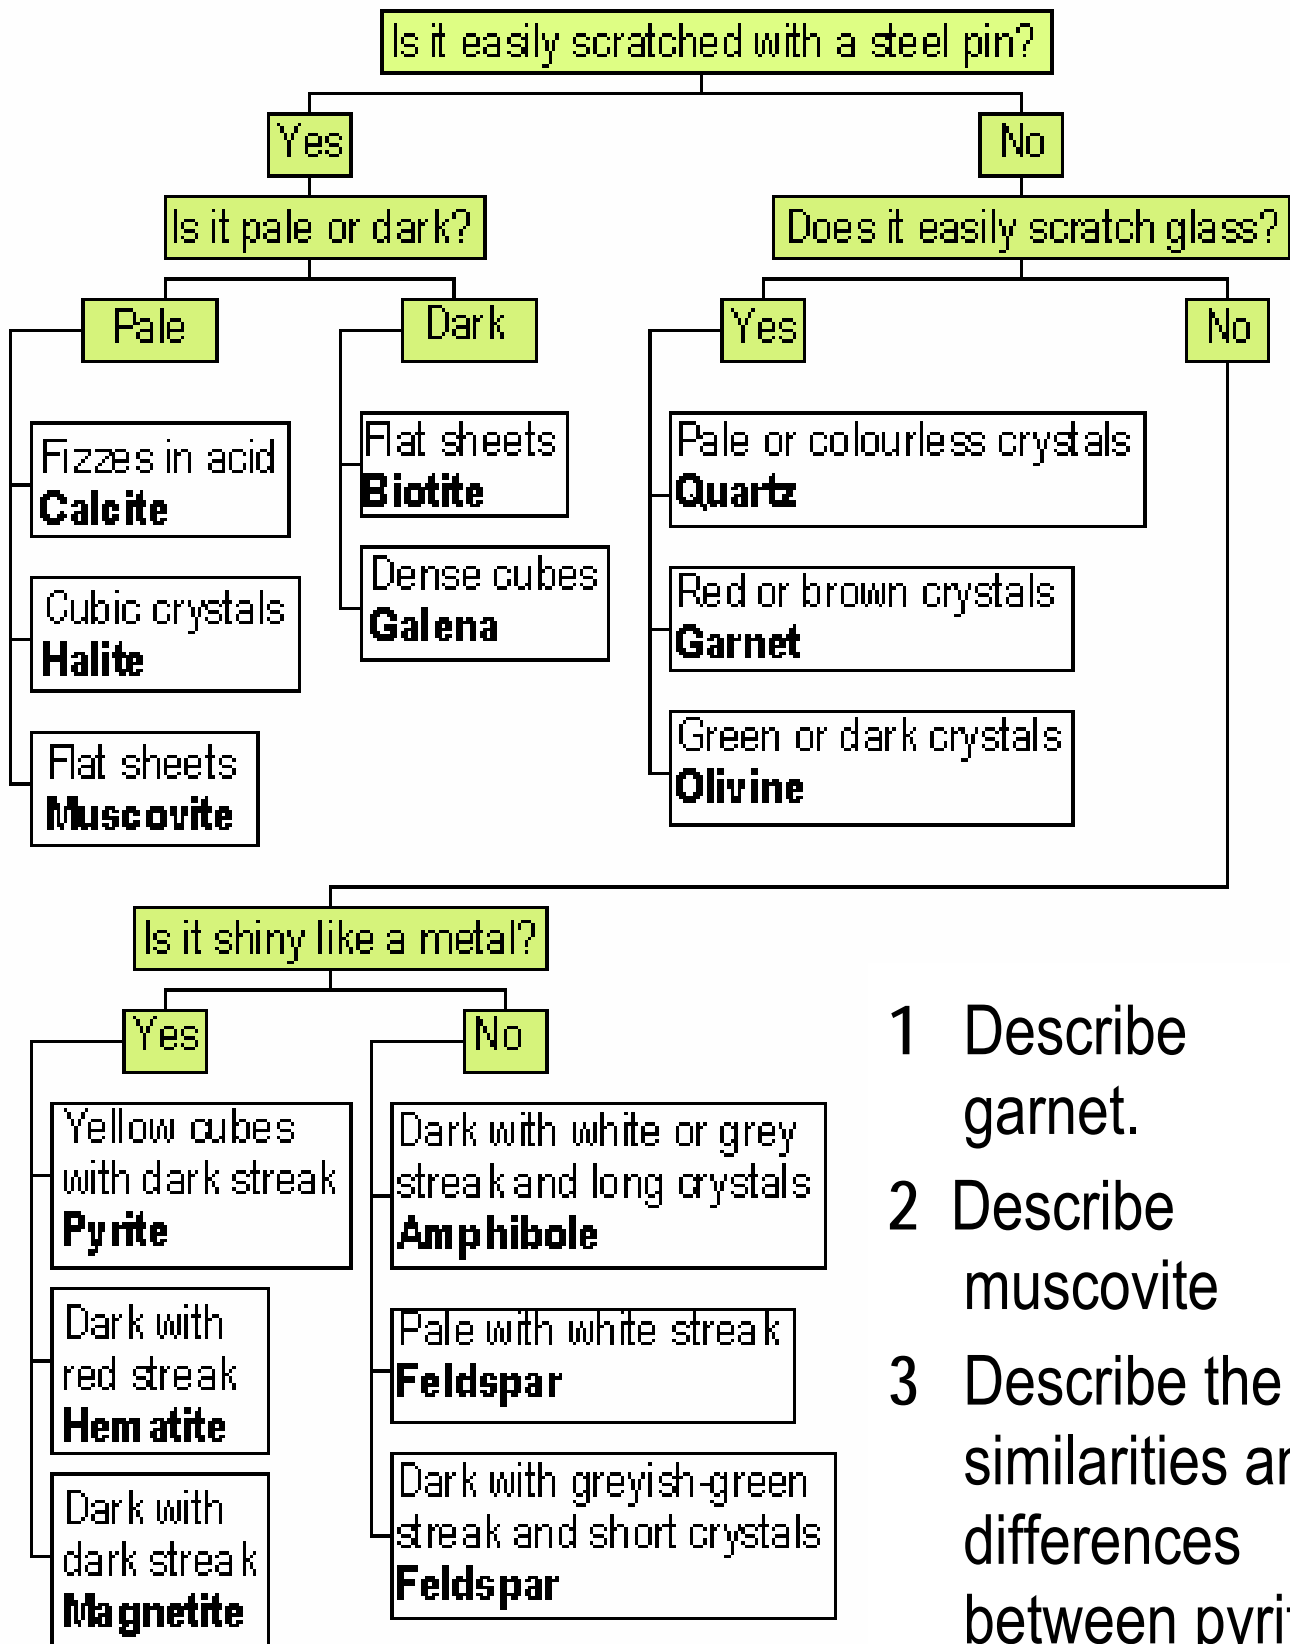 Is it easily scratched with a steel pin?
Yes
No
Is it pale or dark?
Does it easily scratch glass?
Pale
Dark
Yes
No
Fizzes in acid
Calcite
Cubic crystals
Halite
Flat sheets
Muscovite
Flat sheets
Biotite
Dense cubes
Galena
Pale or colourless crystals
Quartz
Red or brown crystals
Garnet
Green or dark crystals
Olivine
Is it shiny like a metal?
Yes
No
Yellow cubes
with dark streak
Pyrite
Dark with
red streak
Hematite
Dark with
dark streak
Magnetite
Dark with white or grey
streak and long crystals
Amphibole
Pale with white streak
Feldspar
Dark with greyish-green
streak and short crystals
Feldspar
1 Describe
garnet.
2 Describe
muscovite
3 Describe the
similarities
differences
between